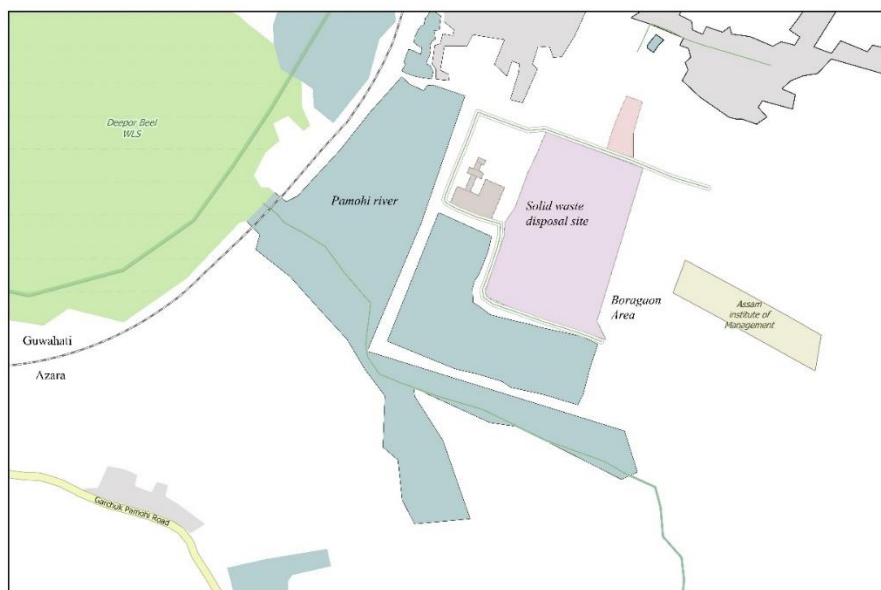 Deepor Beel
WLS
Pamohi river
Solid waste
disposal site
Boragaon
Area
Assam
institute of
Management
Guwahati
Azara
Garchuk Pamohi Road